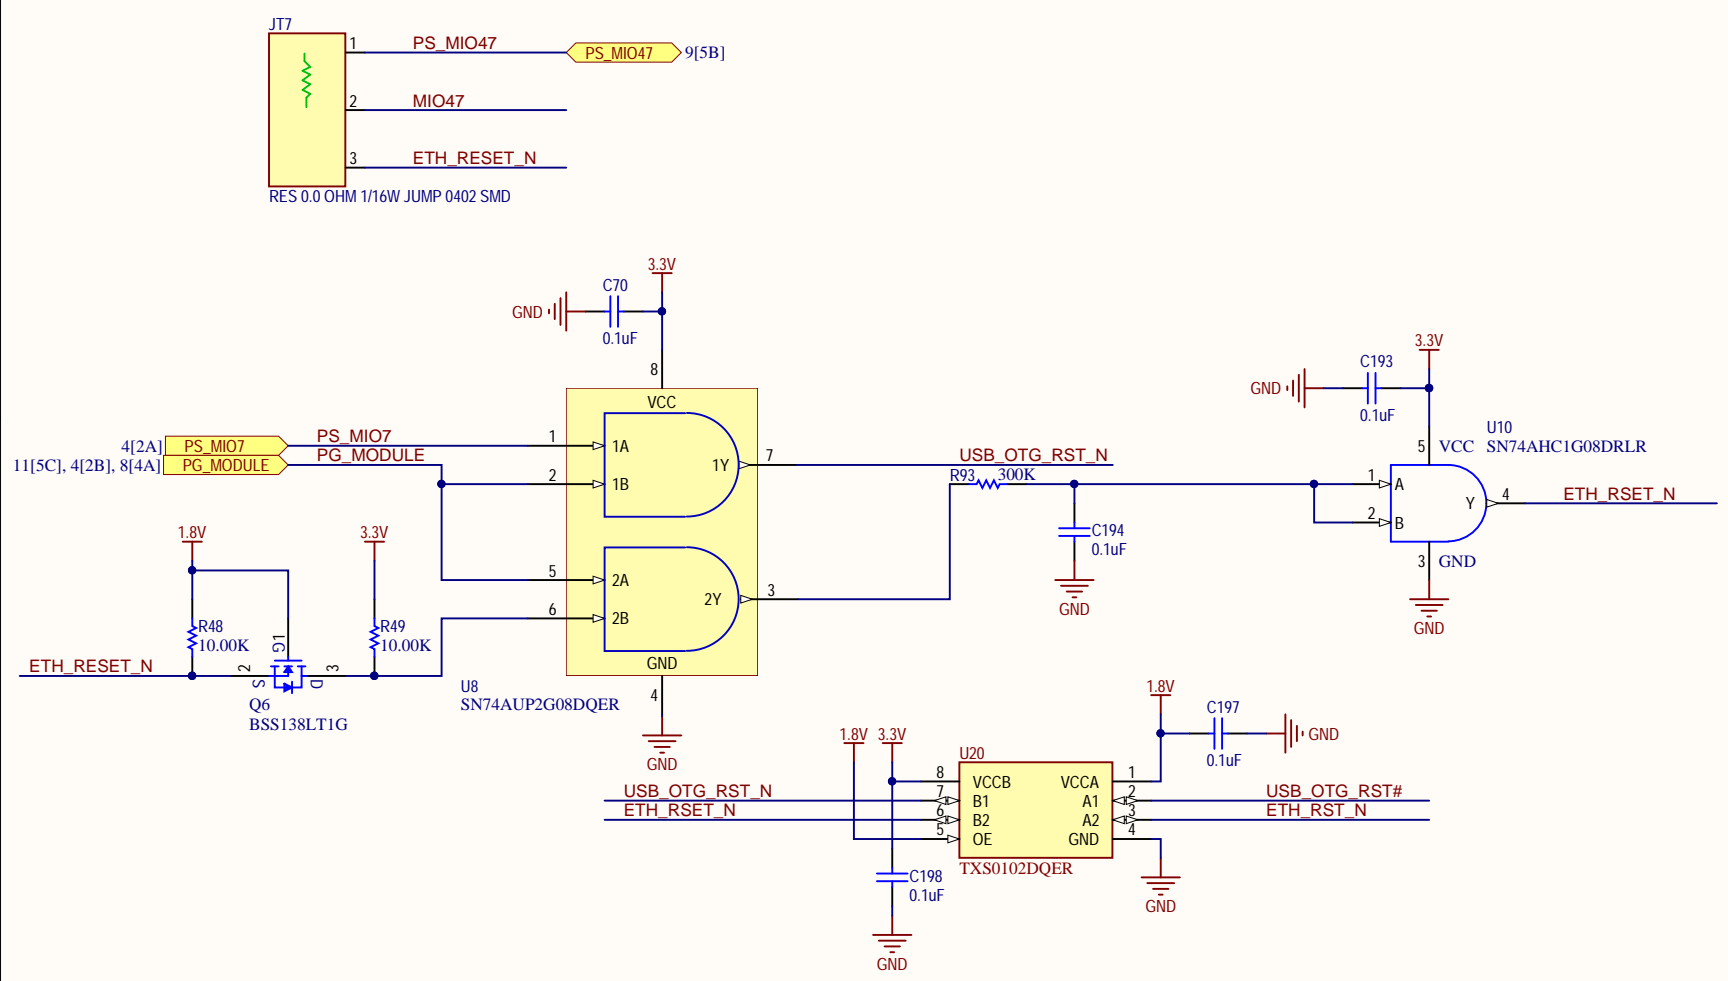 JT7
1 PS_MIO47 PS_MIO47 9[5B]
2 MIO47
3 ETH_RESET_N
RES 0.0 OHM 1/16W JUMP 0402 SMD
3.3V
C70
GND
0.1uF
8
VCC
4[2A] PS_MIO7 PS_MIO7 1 1A
11[5C], 4[2B], 8[4A] PG_MODULE PG_MODULE
2 1B
1Y 7 USB_OTG_RST_N
R93 300K
C194
0.1uF
GND
3.3V
C193
GND
0.1uF
U10
5 VCC SN74AHC1G08DRLR
1 A
2 B
Y 4 ETH_RSET_N
3 GND
GND
1.8V 3.3V
5 2A
6 2B
2Y 3
R48
10.00K
R49
10.00K
1G
ETH_RESET_N 2 S D 3
Q6
BSS138LT1G
GND
4
U8
SN74AUP2G08DQER
GND
1.8V
C197
GND
0.1uF
1.8V 3.3V
U20
8 VCCB VCCA 1
USB_OTG_RST_N 7 B1 A1 2 USB_OTG_RST#
ETH_RSET_N 6 B2 A2 3 ETH_RST_N
5 OE GND 4
TXS0102DQER
C198
0.1uF
GND
GND